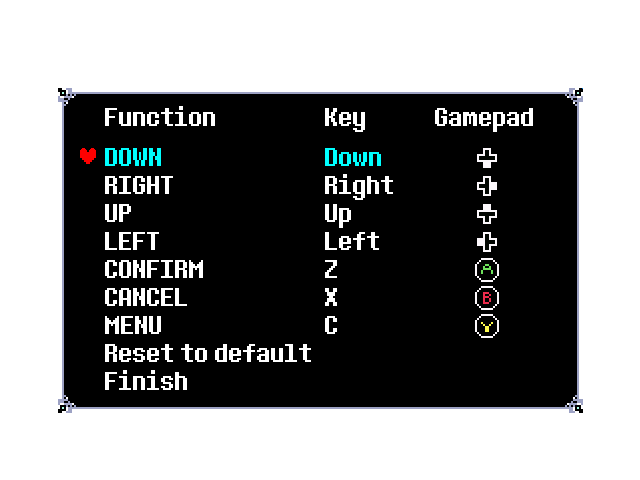 Function Key Gamepad
DOWN Down
RIGHT Right
UP Up
LEFT Left
CONFIRM Z A
CANCEL X B
MENU C Y
Reset to default
Finish